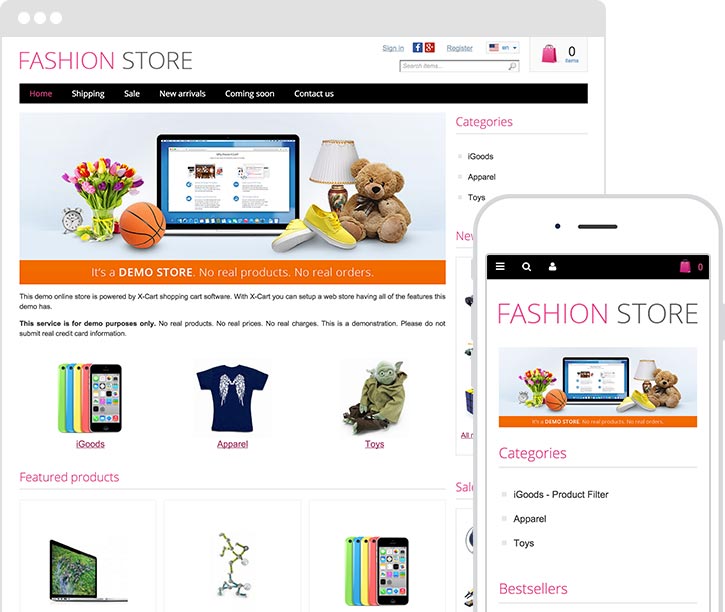 FASHION STORE
Sign in
Register
en
Search items...
0
items
Home Shipping Sale New arrivals Coming soon Contact us
It's a DEMO STORE. No real products. No real orders.
This demo online store is powered by X-Cart shopping cart software. With X-Cart you can setup a web store having all of the features this
demo has.
This service is for demo purposes only. No real products. No real prices. No real charges. This is a demonstration. Please do not
submit real credit card information.
iGoods
Apparel
Toys
Featured products
Categories
iGoods
Apparel
Toys
New
All
Sale
0
FASHION STORE
It's a DEMO STORE. No real products. No real orders.
Categories
iGoods - Product Filter
Apparel
Toys
Bestsellers